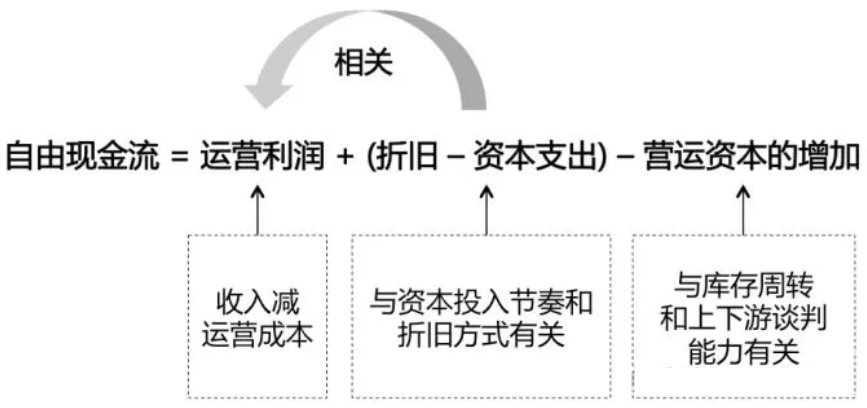 相关
自由现金流 = 运营利润 + (折旧 – 资本支出) – 营运资本的增加
收入减
运营成本
与资本投入节奏和
折旧方式有关
与库存周转
和上下游谈判
能力有关